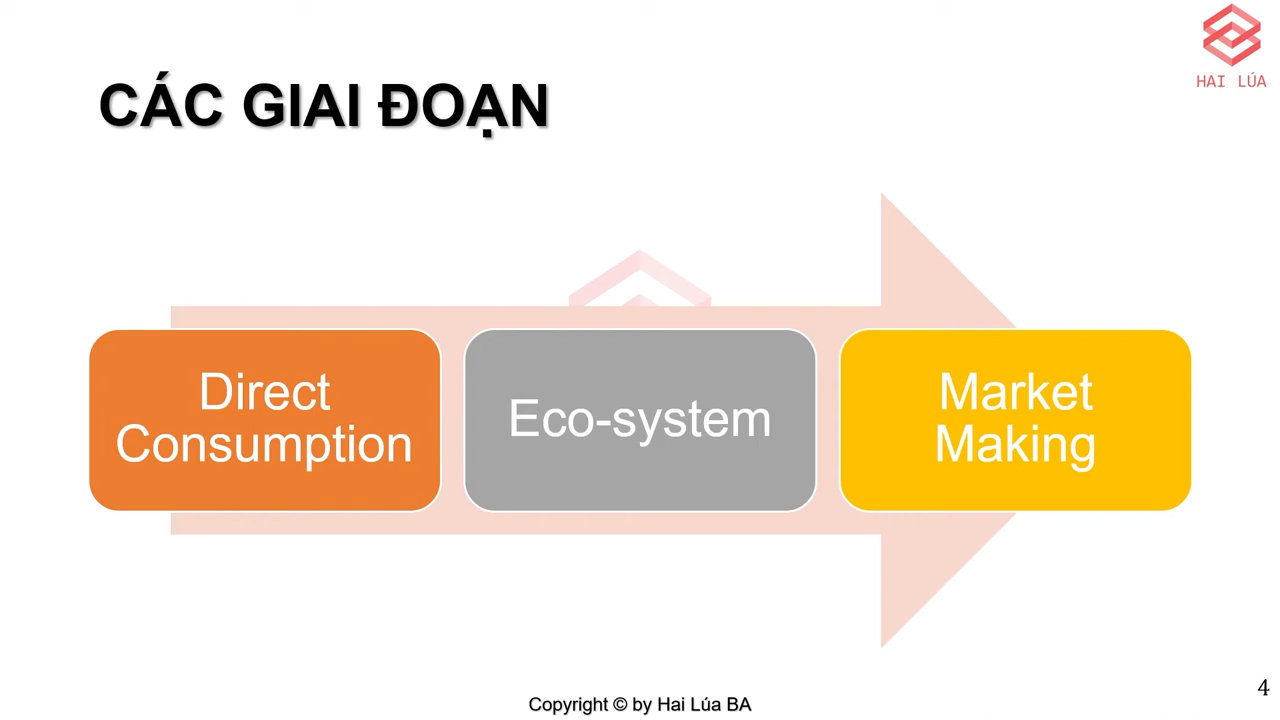 HAI LÚA
CÁC GIAI ĐOẠN
Direct
Consumption
Eco-system
Market
Making
Copyright © by Hai Lúa BA
4